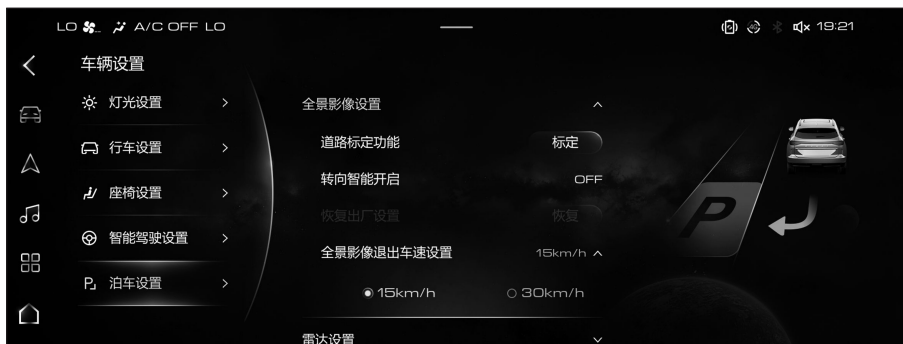 LO A/C OFF LO
19:21
车辆设置
灯光设置
行车设置
座椅设置
智能驾驶设置
泊车设置
全景影像设置
道路标定功能 标定
转向智能开启 OFF
恢复出厂设置 恢复
全景影像退出车速设置 15km/h
15km/h 30km/h
雷达设置
P